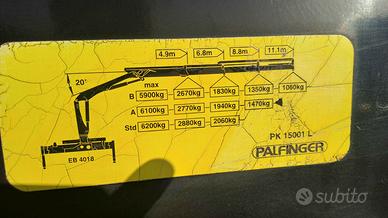 4.9m 6.8m 8.8m 11.1m
20°
max
B 5900kg 2670kg 1830kg 1350kg 1060kg
A 6100kg 2770kg 1940kg 1470kg
Std 6200kg 2880kg 2060kg
EB 4018
PK 15001 L
PALFINGER
subito